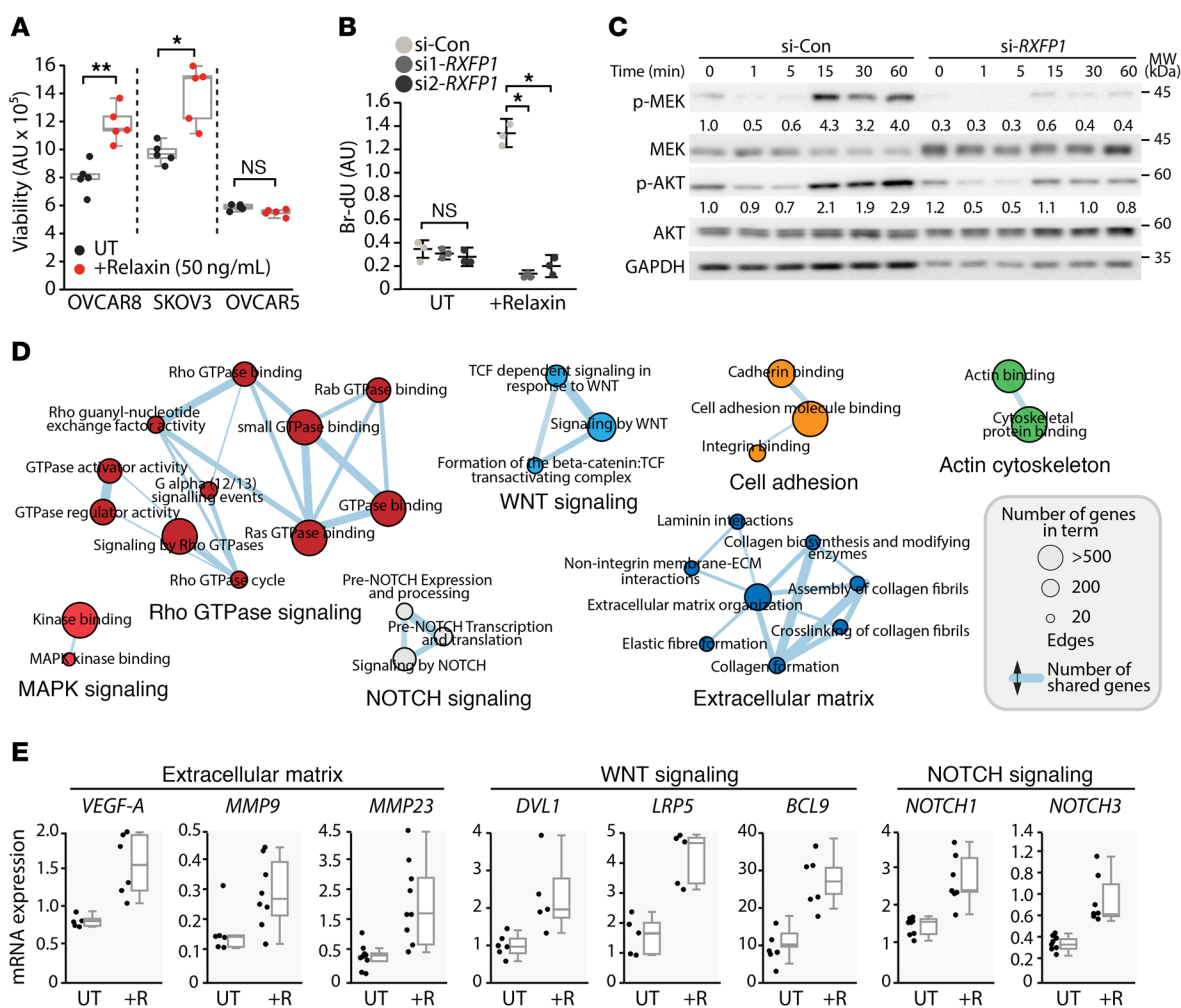 A
Viability (AU x 10⁵)
16
14
12
10
8
6
4
2
0
**
*
NS
UT
+Relaxin (50 ng/mL)
OVCAR8 SKOV3 OVCAR5
B
si-Con
si1-RXFP1
si2-RXFP1
Br-dU (AU)
1.6
1.4
1.2
1.0
0.8
0.6
0.4
0.2
0
*
*
NS
UT +Relaxin
C
si-Con si-RXFP1
MW
(kDa)
Time (min) 0 1 5 15 30 60 0 1 5 15 30 60
p-MEK 45
1.0 0.5 0.6 4.3 3.2 4.0 0.3 0.3 0.3 0.6 0.4 0.4
MEK 45
p-AKT 60
1.0 0.9 0.7 2.1 1.9 2.9 1.2 0.5 0.5 1.1 1.0 0.8
AKT 60
GAPDH 35
D
Rho GTPase binding
Rab GTPase binding
Rho guanyl-nucleotide
exchange factor activity
small GTPase binding
GTPase activator activity
G alpha (12/13)
signalling events
GTPase regulator activity
GTPase binding
Ras GTPase binding
Signaling by Rho GTPases
Rho GTPase cycle
Rho GTPase signaling
Kinase binding
MAPK kinase binding
MAPK signaling
Pre-NOTCH Expression
and processing
Pre-NOTCH Transcription
and translation
Signaling by NOTCH
NOTCH signaling
TCF dependent signaling in
response to WNT
Signaling by WNT
Formation of the beta-catenin:TCF
transactivating complex
WNT signaling
Cadherin binding
Cell adhesion molecule binding
Integrin binding
Cell adhesion
Actin binding
Cytoskeletal
protein binding
Actin cytoskeleton
Laminin interactions
Collagen biosynthesis and modifying
enzymes
Non-integrin membrane-ECM
interactions
Assembly of collagen fibrils
Extracellular matrix organization
Crosslinking of collagen fibrils
Elastic fibre formation
Collagen formation
Extracellular matrix
Number of genes
in term
>500
200
20
Edges
Number of
shared genes
E
mRNA expression
Extracellular matrix
VEGF-A
2.0
1.5
1.0
0.5
0
UT +R
MMP9
0.5
0.4
0.3
0.2
0.1
0
UT +R
MMP23
4.5
3.5
2.5
1.5
0.5
0
UT +R
WNT signaling
DVL1
4
3
2
1
0
UT +R
LRP5
5
4
3
2
1
0
UT +R
BCL9
40
30
20
10
0
UT +R
NOTCH signaling
NOTCH1
4
3
2
1
0
UT +R
NOTCH3
1.4
1.2
1.0
0.6
0.4
0.2
0
UT +R